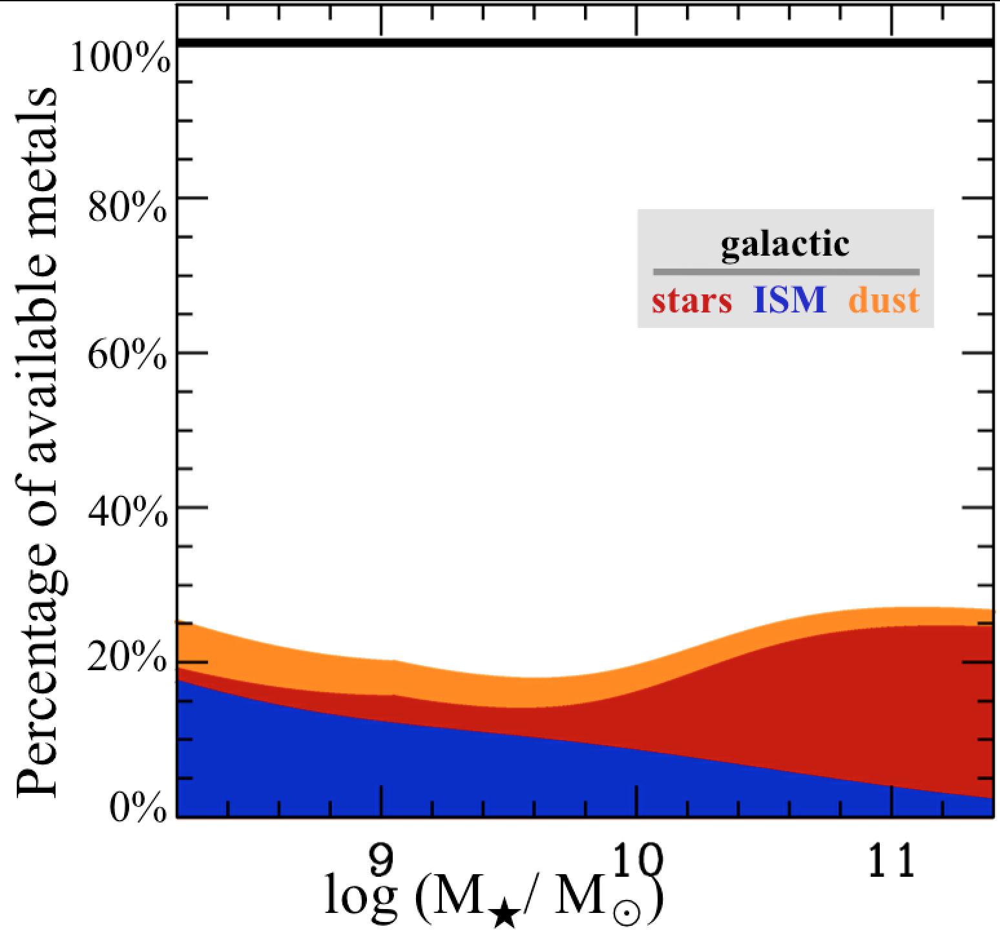 Percentage of available metals
100%
80%
60%
40%
20%
0%
galactic
stars ISM dust
9 10 11
log (M★/ M⊙)